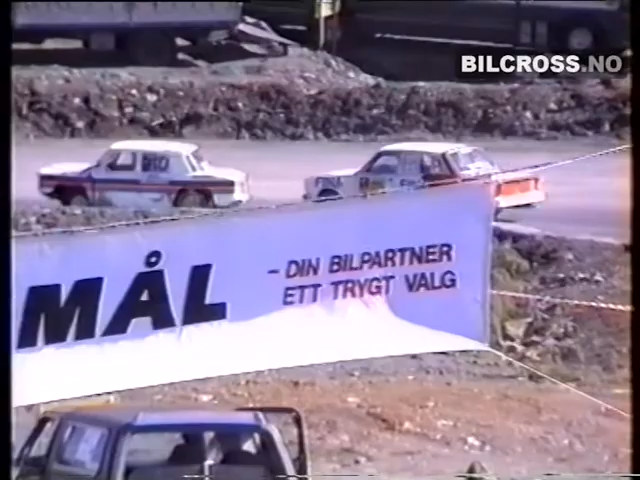 BILCROSS.NO
MÅL
- DIN BILPARTNER
ETT TRYGT VALG